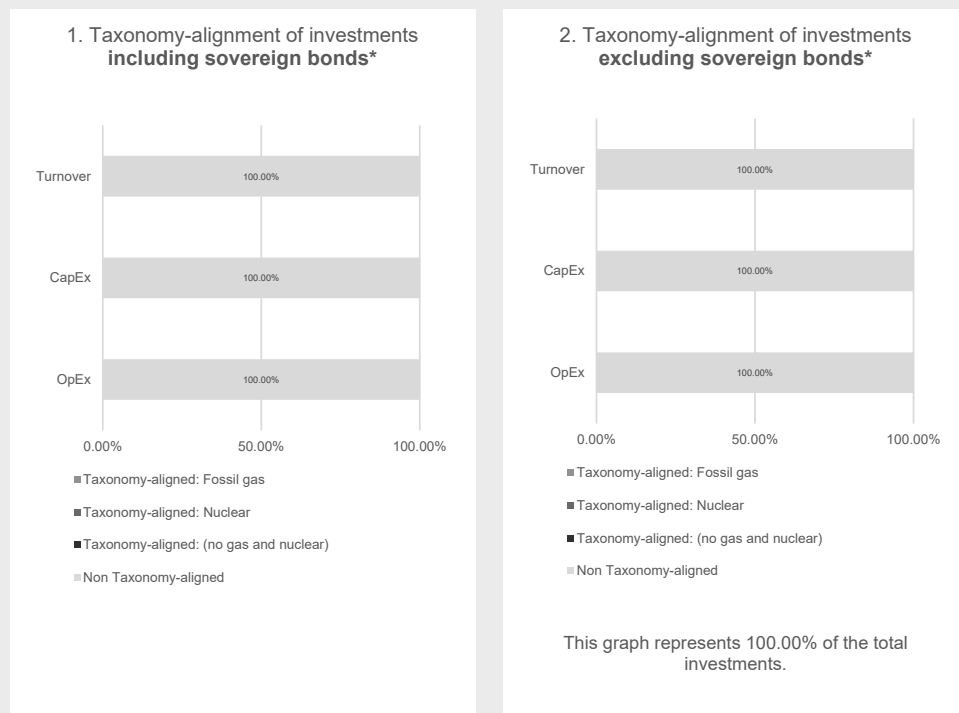 1. Taxonomy-alignment of investments
including sovereign bonds*
Turnover
100.00%
CapEx
100.00%
OpEx
100.00%
0.00% 50.00% 100.00%
Taxonomy-aligned: Fossil gas
Taxonomy-aligned: Nuclear
Taxonomy-aligned: (no gas and nuclear)
Non Taxonomy-aligned
2. Taxonomy-alignment of investments
excluding sovereign bonds*
Turnover
100.00%
CapEx
100.00%
OpEx
100.00%
0.00% 50.00% 100.00%
Taxonomy-aligned: Fossil gas
Taxonomy-aligned: Nuclear
Taxonomy-aligned: (no gas and nuclear)
Non Taxonomy-aligned
This graph represents 100.00% of the total
investments.